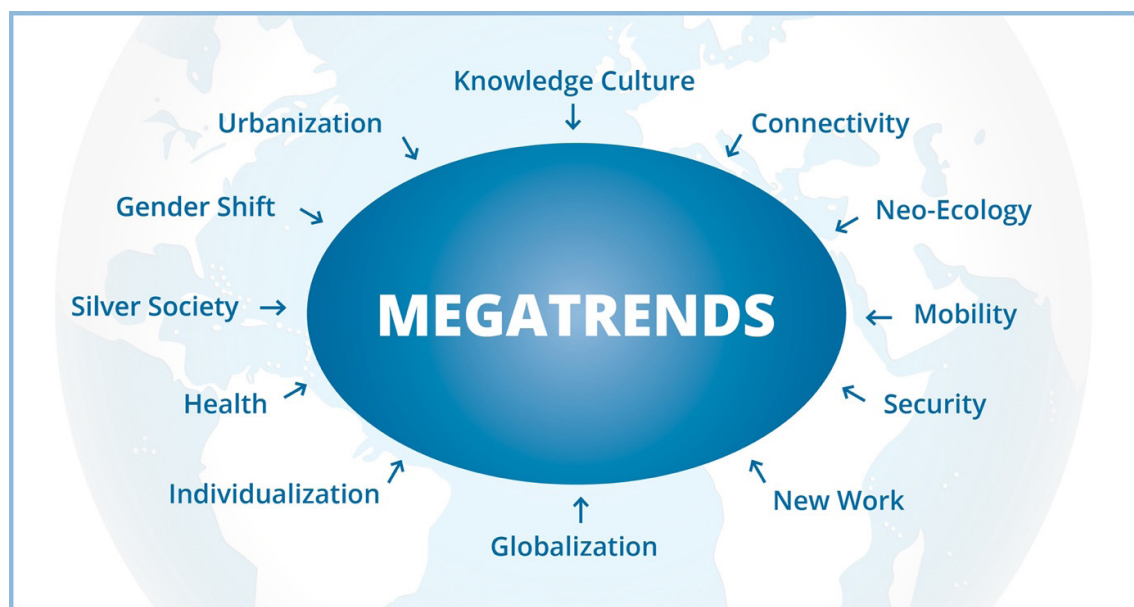 Knowledge Culture
Urbanization
Connectivity
Gender Shift
Neo-Ecology
Silver Society
MEGATRENDS
Mobility
Health
Security
Individualization
New Work
Globalization